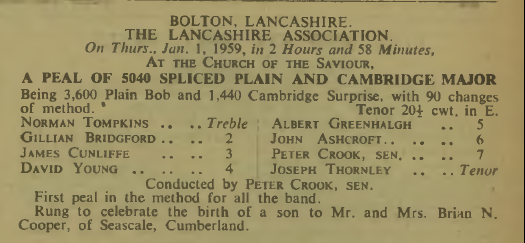 BOLTON, LANCASHIRE.
THE LANCASHIRE ASSOCIATION.
On Thurs., Jan. 1, 1959, in 2 Hours and 58 Minutes,
AT THE CHURCH OF THE SAVIOUR,
A PEAL OF 5040 SPLICED PLAIN AND CAMBRIDGE MAJOR
Being 3,600 Plain Bob and 1,440 Cambridge Surprise, with 90 changes
of method. Tenor 20¼ cwt, in E.
NORMAN TOMPKINS .. .. Treble ALBERT GREENHALGH .. 5
GILLIAN BRIDGFORD .. .. 2 JOHN ASHCROFT .. .. .. 6
JAMES CUNLIFFE .. .. 3 PETER CROOK, SEN. .. .. 7
DAVID YOUNG .. .. .. 4 JOSEPH THORNLEY .. .. Tenor
Conducted by PETER CROOK, SEN.
First peal in the method for all the band.
Rung to celebrate the birth of a son to Mr. and Mrs. Brian N.
Cooper, of Seascale, Cumberland.